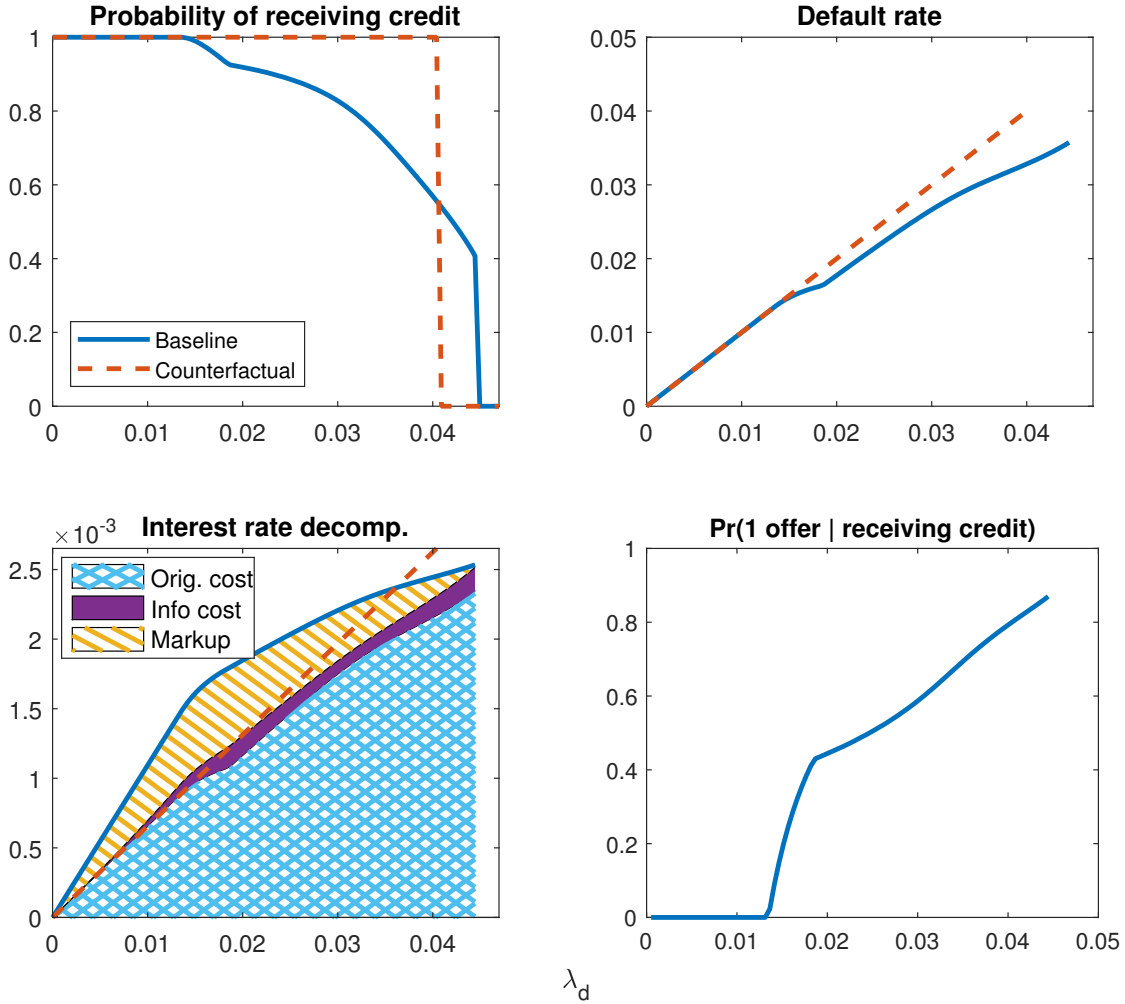 Probability of receiving credit
1
0.8
0.6
0.4
0.2
0
Baseline
Counterfactual
0 0.01 0.02 0.03 0.04
Default rate
0.05
0.04
0.03
0.02
0.01
0
0 0.01 0.02 0.03 0.04
×10-3
Interest rate decomp.
2.5
2
1.5
1
0.5
0
Orig. cost
Info cost
Markup
0 0.01 0.02 0.03 0.04
Pr(1 offer | receiving credit)
1
0.8
0.6
0.4
0.2
0
0 0.01 0.02 0.03 0.04 0.05
λd